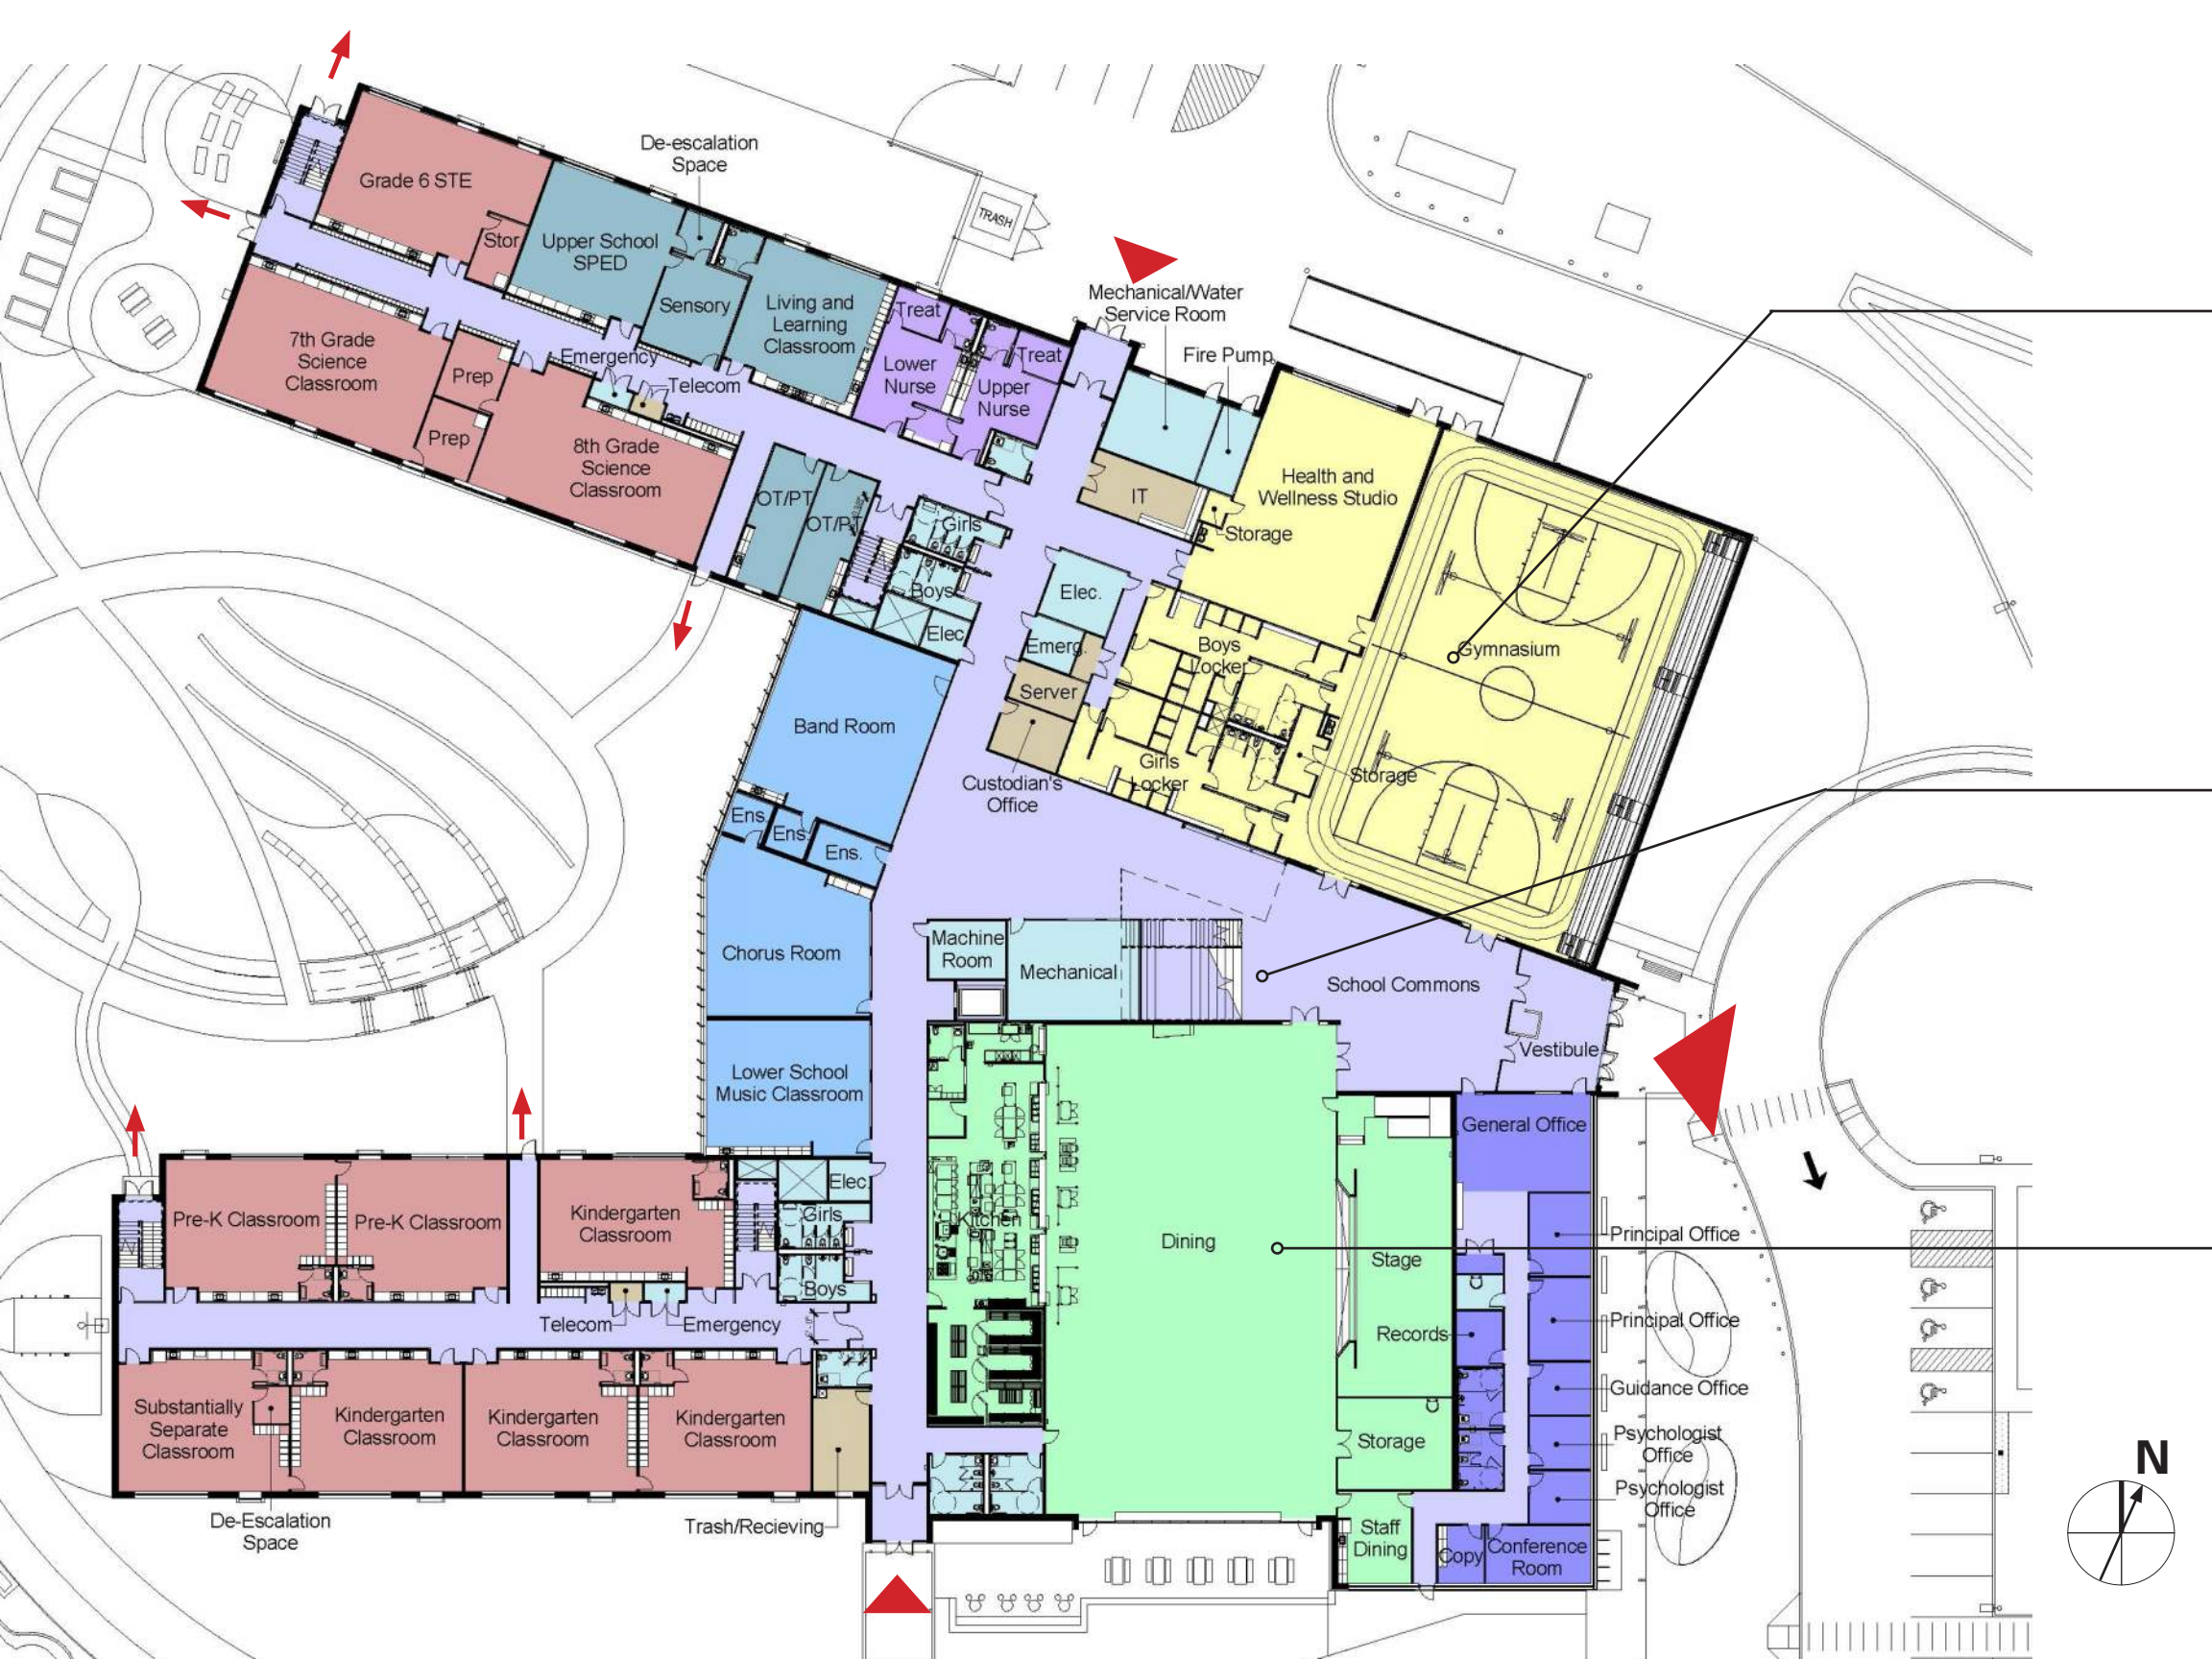 De-escalation
Space
Grade 6 STE
TRASH
Stor
Upper School
SPED
Sensory
Living and
Learning
Classroom
Mechanical/Water
Service Room
Treat
Treat
Fire Pump
7th Grade
Science
Classroom
Emergency
Telecom
Lower
Nurse
Upper
Nurse
Prep
Prep
8th Grade
Science
Classroom
Health and
Wellness Studio
OT/PT
OT/PT
IT
Girls
Storage
Boys
Elec.
Elec
Emerg.
Boys
Locker
Gymnasium
Server
Band Room
Girls
Locker
Storage
Custodian's
Office
Ens.
Ens.
Ens.
Chorus Room
Machine
Room
Mechanical
School Commons
Vestibule
Lower School
Music Classroom
General Office
Elec
Pre-K Classroom
Pre-K Classroom
Kindergarten
Classroom
Girls
Kitchen
Dining
Stage
Principal Office
Boys
Telecom
Emergency
Records
Principal Office
Substantially
Separate
Classroom
Kindergarten
Classroom
Kindergarten
Classroom
Kindergarten
Classroom
Guidance Office
Storage
Psychologist
Office
Psychologist
Office
N
De-Escalation
Space
Trash/Recieving
Staff
Dining
Copy
Conference
Room